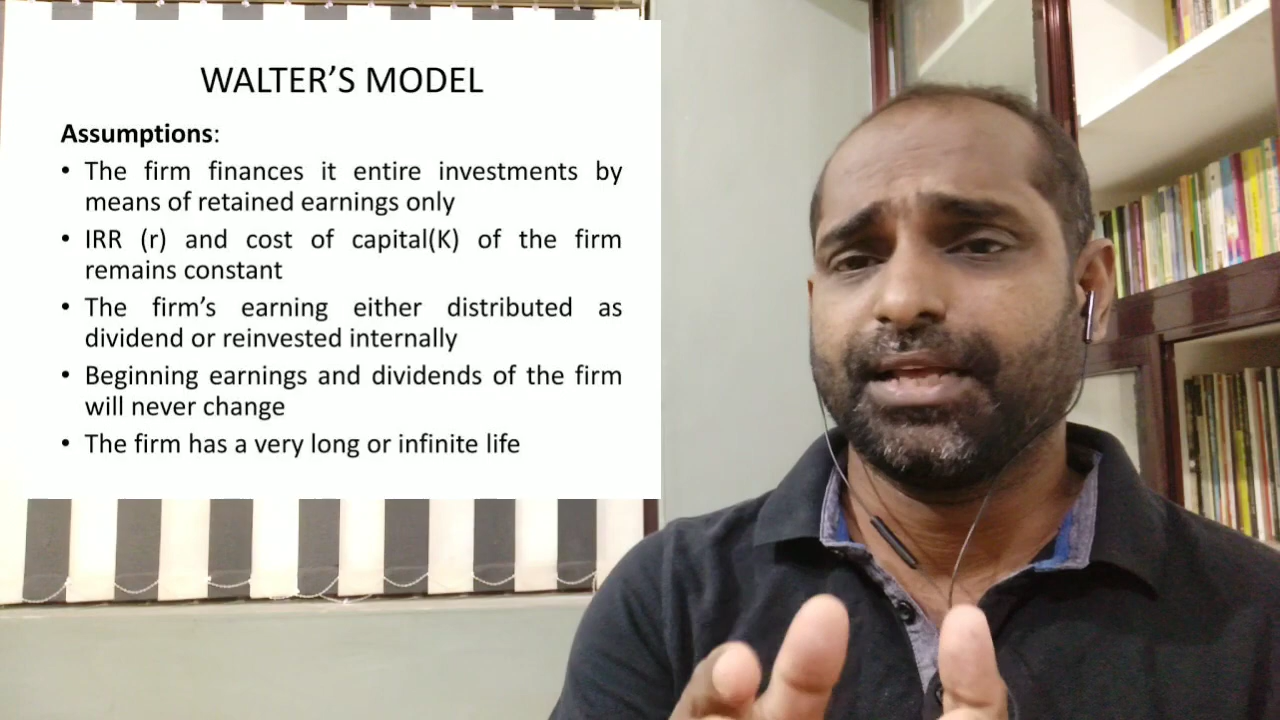 WALTER’S MODEL
Assumptions:
• The firm finances it entire investments by
means of retained earnings only
• IRR (r) and cost of capital(K) of the firm
remains constant
• The firm’s earning either distributed as
dividend or reinvested internally
• Beginning earnings and dividends of the firm
will never change
• The firm has a very long or infinite life